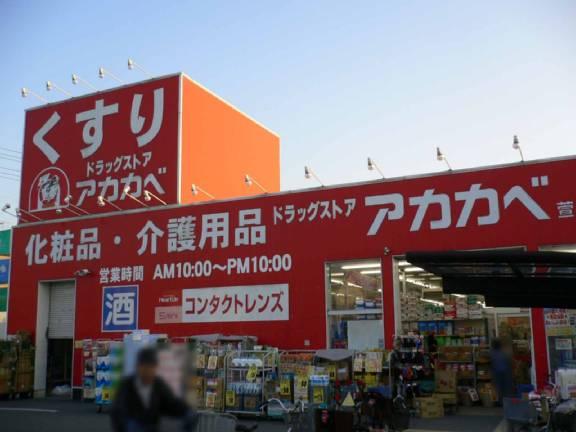 くすり
ドラッグストア
アカカベ
化粧品・介護用品 ドラッグストア アカカベ 萱
営業時間 AM10:00〜PM10:00
酒
コンタクトレンズ